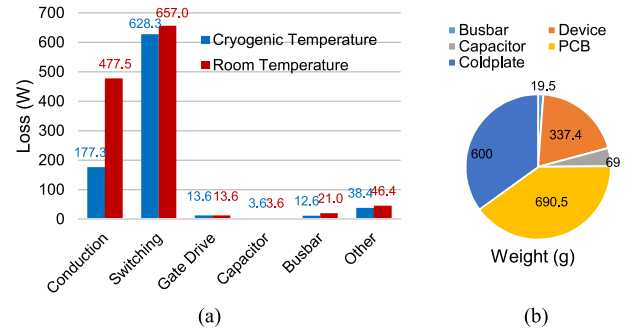 700
600
500
400
300
200
100
0
Loss (W)
Cryogenic Temperature
Room Temperature
177.3
477.5
628.3
657.0
13.6
13.6
3.6
3.6
12.6
21.0
38.4
46.4
Conduction
Switching
Gate Drive
Capacitor
Busbar
Other
(a)
Busbar
Device
Capacitor
PCB
Coldplate
19.5
337.4
69
690.5
600
Weight (g)
(b)